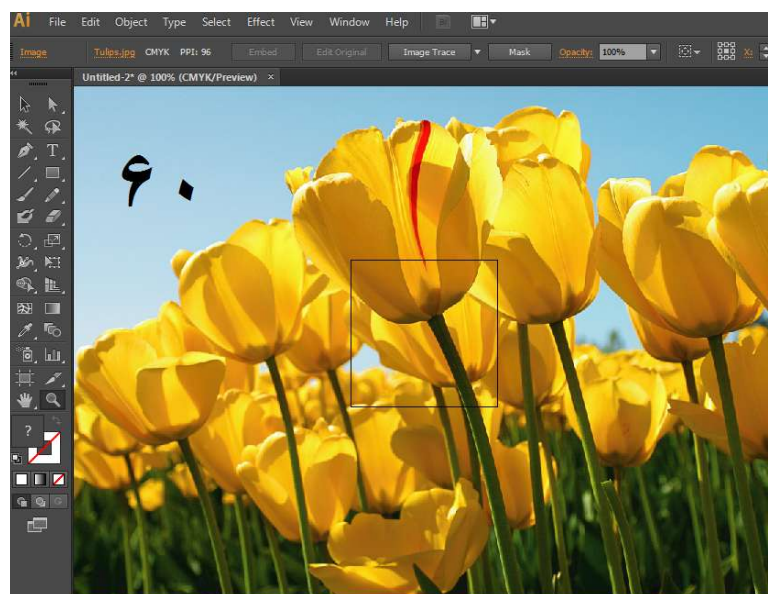 Ai File Edit Object Type Select Effect View Window Help Br
Image Tulips.jpg CMYK PPI: 96 Embed Edit Original Image Trace Mask Opacity: 100% X:
Untitled-2* @ 100% (CMYK/Preview) ×
۶۰
T
?